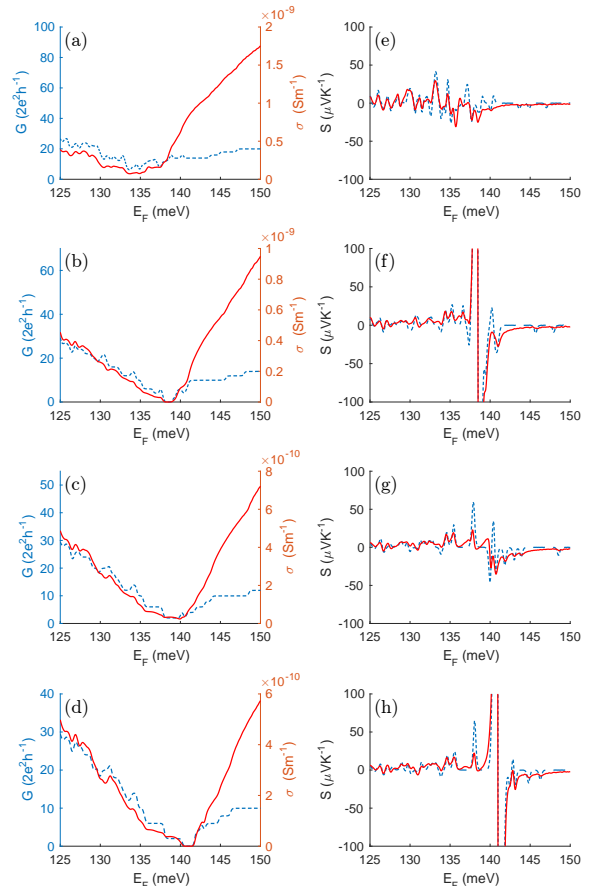 ×10⁻⁹
(a)
G (2e²h⁻¹)
100
80
60
40
20
0
2
1.5
1
0.5
0
σ (Sm⁻¹)
125 130 135 140 145 150
E_F (meV)
(e)
S (μVK⁻¹)
100
50
0
-50
-100
125 130 135 140 145 150
E_F (meV)
×10⁻⁹
(b)
G (2e²h⁻¹)
60
40
20
0
1
0.8
0.6
0.4
0.2
0
σ (Sm⁻¹)
125 130 135 140 145 150
E_F (meV)
(f)
S (μVK⁻¹)
100
50
0
-50
-100
125 130 135 140 145 150
E_F (meV)
×10⁻¹⁰
(c)
G (2e²h⁻¹)
50
40
30
20
10
0
8
6
4
2
0
σ (Sm⁻¹)
125 130 135 140 145 150
E_F (meV)
(g)
S (μVK⁻¹)
100
50
0
-50
-100
125 130 135 140 145 150
E_F (meV)
×10⁻¹⁰
(d)
G (2e²h⁻¹)
40
30
20
10
0
6
4
2
0
σ (Sm⁻¹)
125 130 135 140 145 150
E_F (meV)
(h)
S (μVK⁻¹)
100
50
0
-50
-100
125 130 135 140 145 150
E_F (meV)